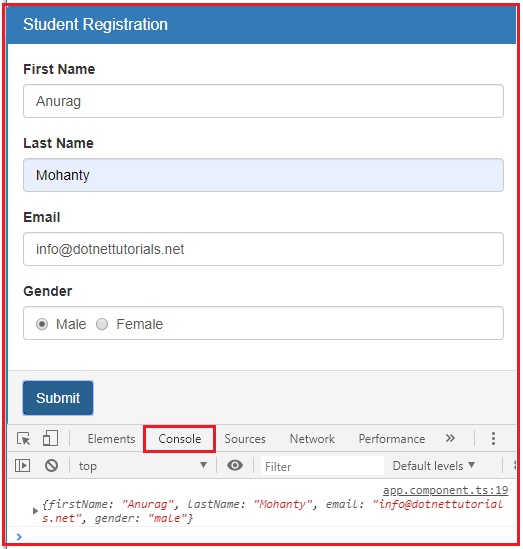 Student Registration
First Name
Anurag
Last Name
Mohanty
Email
info@dotnettutorials.net
Gender
Male Female
Submit
Elements Console Sources Network Performance »
top Filter Default levels
app.component.ts:19
{firstName: "Anurag", lastName: "Mohanty", email: "info@dotnettutorial
s.net", gender: "male"}